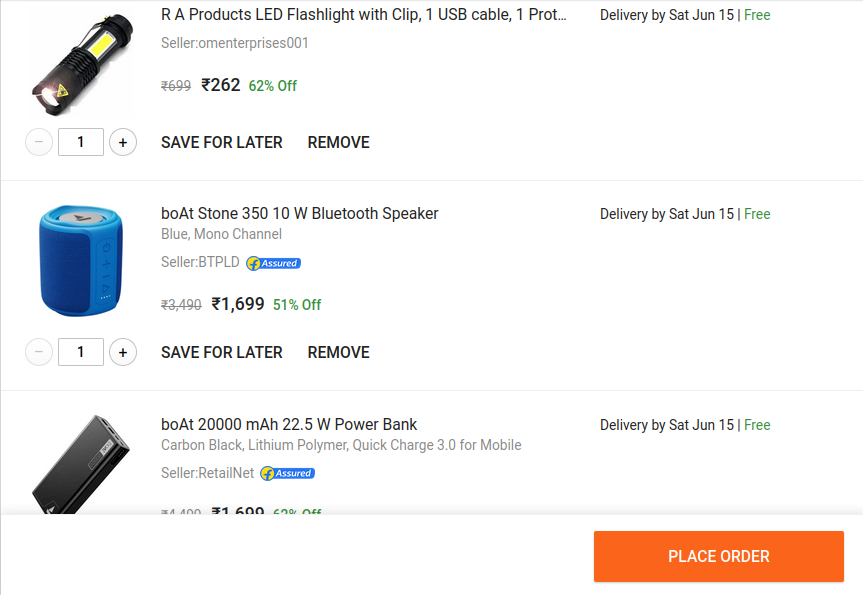 R A Products LED Flashlight with Clip, 1 USB cable, 1 Prot...
Delivery by Sat Jun 15 | Free
Seller:omenterprises001
₹699 ₹262 62% Off
− 1 + SAVE FOR LATER REMOVE
boAt Stone 350 10 W Bluetooth Speaker
Delivery by Sat Jun 15 | Free
Blue, Mono Channel
Seller:BTPLD f Assured
₹3,490 ₹1,699 51% Off
− 1 + SAVE FOR LATER REMOVE
boAt 20000 mAh 22.5 W Power Bank
Delivery by Sat Jun 15 | Free
Carbon Black, Lithium Polymer, Quick Charge 3.0 for Mobile
Seller:RetailNet f Assured
₹4,499 ₹1,699 62% Off
PLACE ORDER